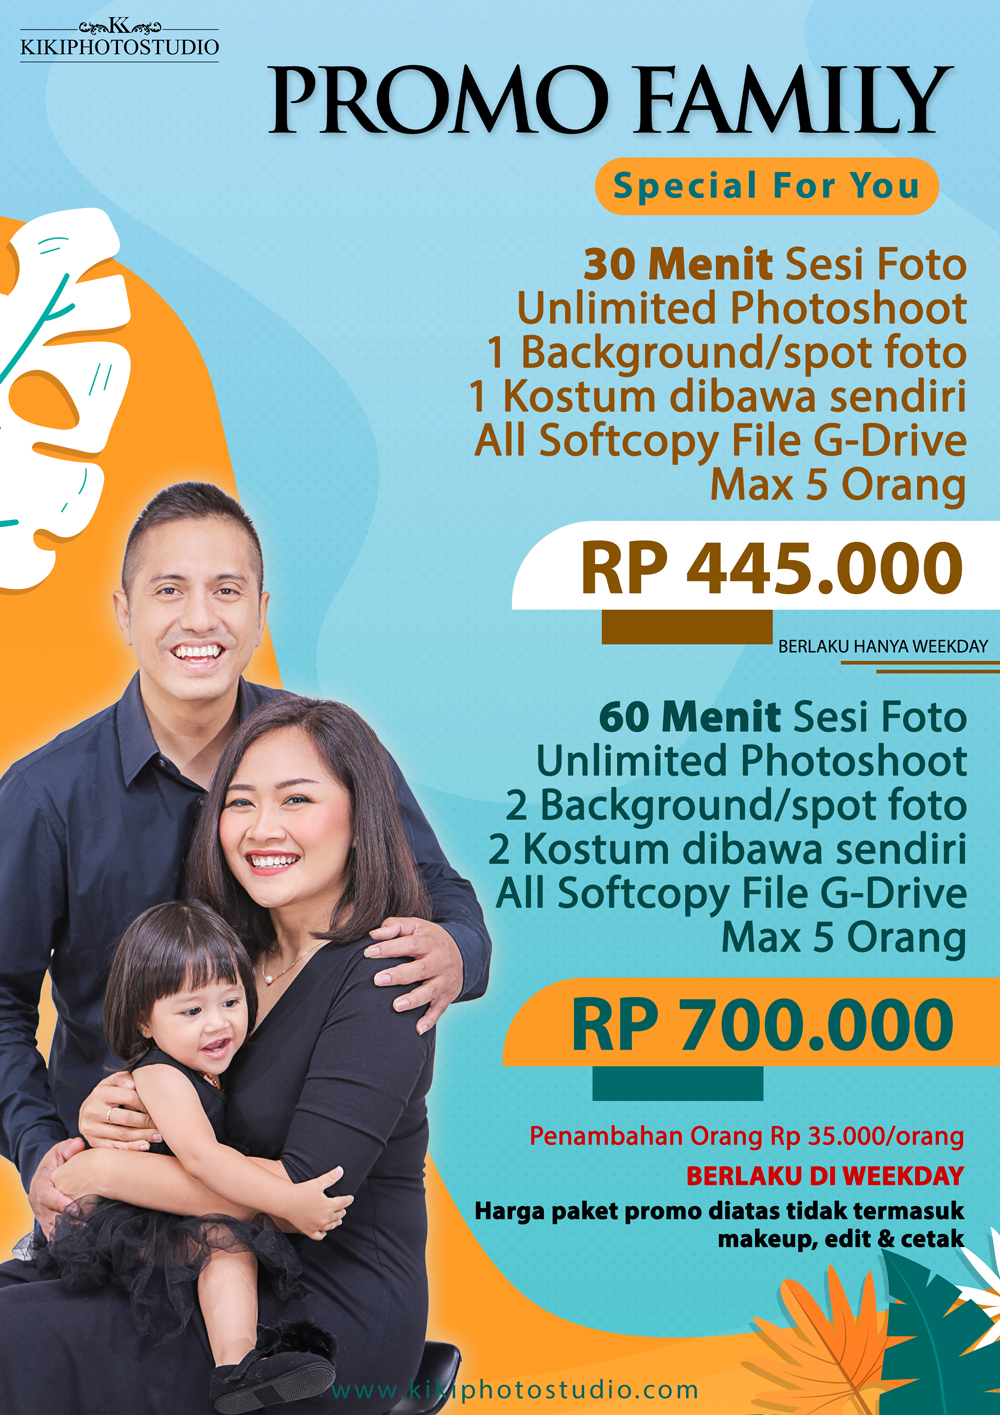 KK
KIKIPHOTOSTUDIO
PROMO FAMILY
Special For You
30 Menit Sesi Foto
Unlimited Photoshoot
1 Background/spot foto
1 Kostum dibawa sendiri
All Softcopy File G-Drive
Max 5 Orang
RP 445.000
BERLAKU HANYA WEEKDAY
60 Menit Sesi Foto
Unlimited Photoshoot
2 Background/spot foto
2 Kostum dibawa sendiri
All Softcopy File G-Drive
Max 5 Orang
RP 700.000
Penambahan Orang Rp 35.000/orang
BERLAKU DI WEEKDAY
Harga paket promo diatas tidak termasuk
makeup, edit & cetak
www.kikiphotostudio.com